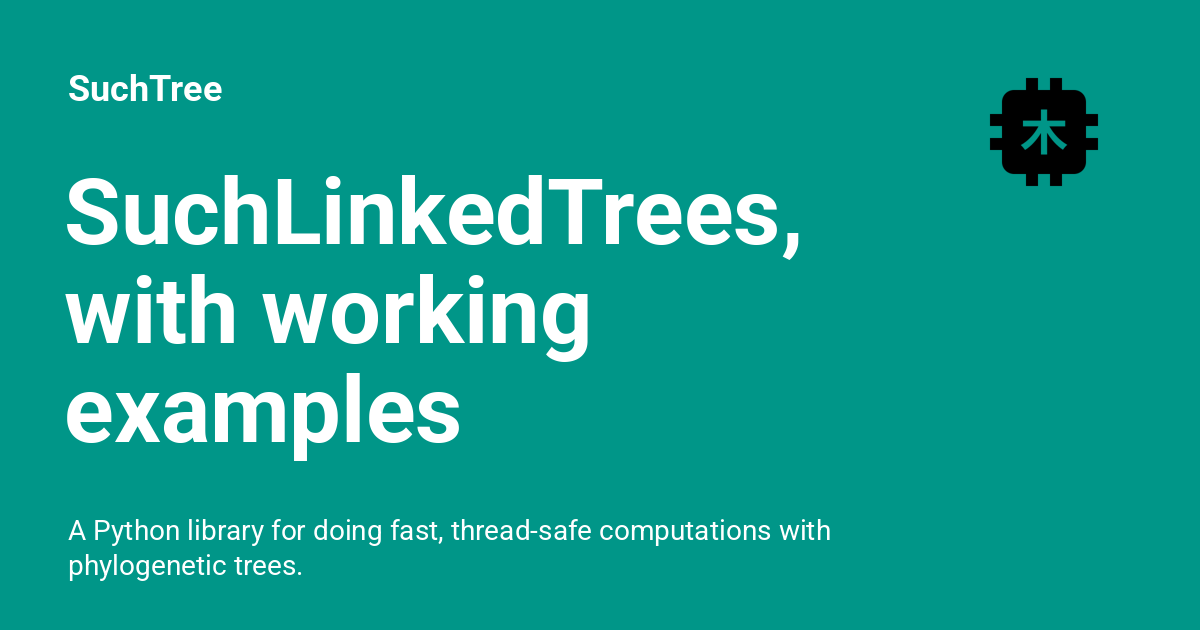 SuchTree
木
SuchLinkedTrees,
with working
examples
A Python library for doing fast, thread-safe computations with
phylogenetic trees.